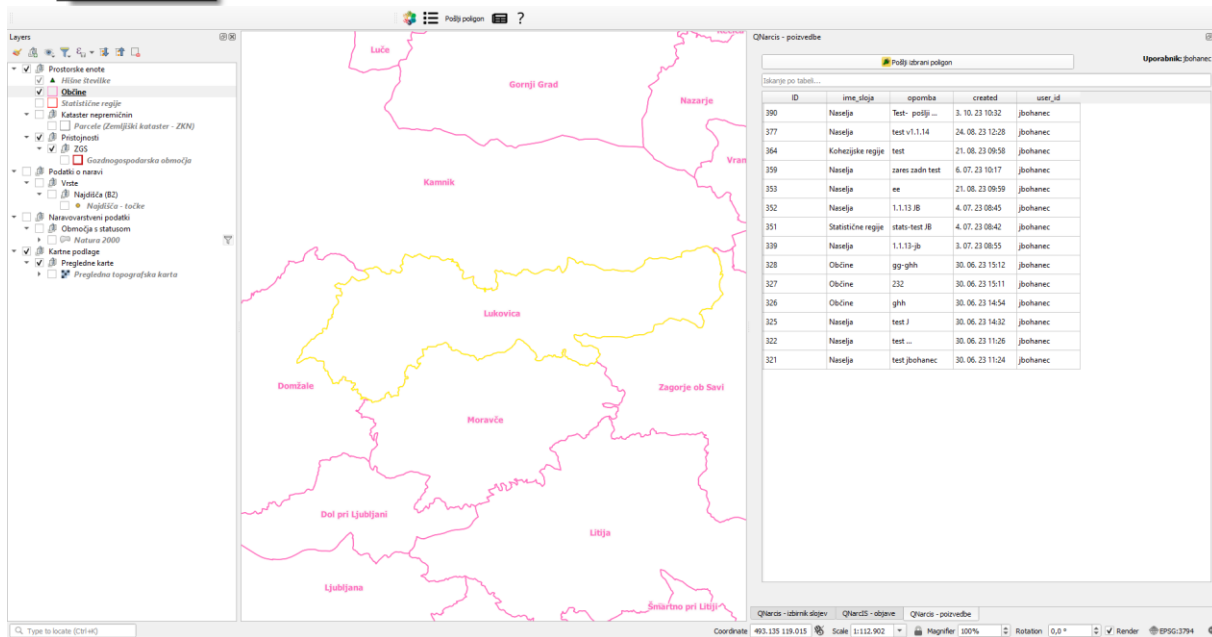 Pošlji poligon ?
Layers
Prostorske enote
Hišne številke
Občine
Statistične regije
Kataster nepremičnin
Parcele (Zemljiški kataster - ZKN)
Pristojnosti
ZGS
Gozdnogospodarska območja
Podatki o naravi
Vrste
Najdišča (B2)
Najdišča - točke
Naravovarstveni podatki
Območja s statusom
Natura 2000
Kartne podlage
Pregledne karte
Pregledna topografska karta
Luče
Gornji Grad
Nazarje
Vran
Kamnik
Lukovica
Domžale
Zagorje ob Savi
Moravče
Dol pri Ljubljani
Litija
Ljubljana
Šmartno pri Litiji
QNarcis - poizvedbe
Pošlji izbrani poligon
Uporabnik: jbohanec
Iskanje po tabeli...
ID ime_sloja opomba created user_id
390 Naselja Test- pošlji ... 3. 10. 23 10:32 jbohanec
377 Naselja test v1.1.14 24. 08. 23 12:28 jbohanec
364 Kohezijske regije test 21. 08. 23 09:58 jbohanec
359 Naselja zares zadn test 6. 07. 23 10:17 jbohanec
353 Naselja ee 21. 08. 23 09:59 jbohanec
352 Naselja 1.1.13 JB 4. 07. 23 08:45 jbohanec
351 Statistične regije stats-test JB 4. 07. 23 08:42 jbohanec
339 Naselja 1.1.13-jb 3. 07. 23 08:55 jbohanec
328 Občine gg-ghh 30. 06. 23 15:12 jbohanec
327 Občine 232 30. 06. 23 15:11 jbohanec
326 Občine ghh 30. 06. 23 14:54 jbohanec
325 Naselja test J 30. 06. 23 14:32 jbohanec
322 Naselja test ... 30. 06. 23 11:26 jbohanec
321 Naselja test jbohanec 30. 06. 23 11:24 jbohanec
QNarcis - izbirnik slojev QNarcIS - objave QNarcis - poizvedbe
Type to locate (Ctrl+K) Coordinate 493.135 119.015 Scale 1:112.902 Magnifier 100% Rotation 0,0 ° Render EPSG:3794